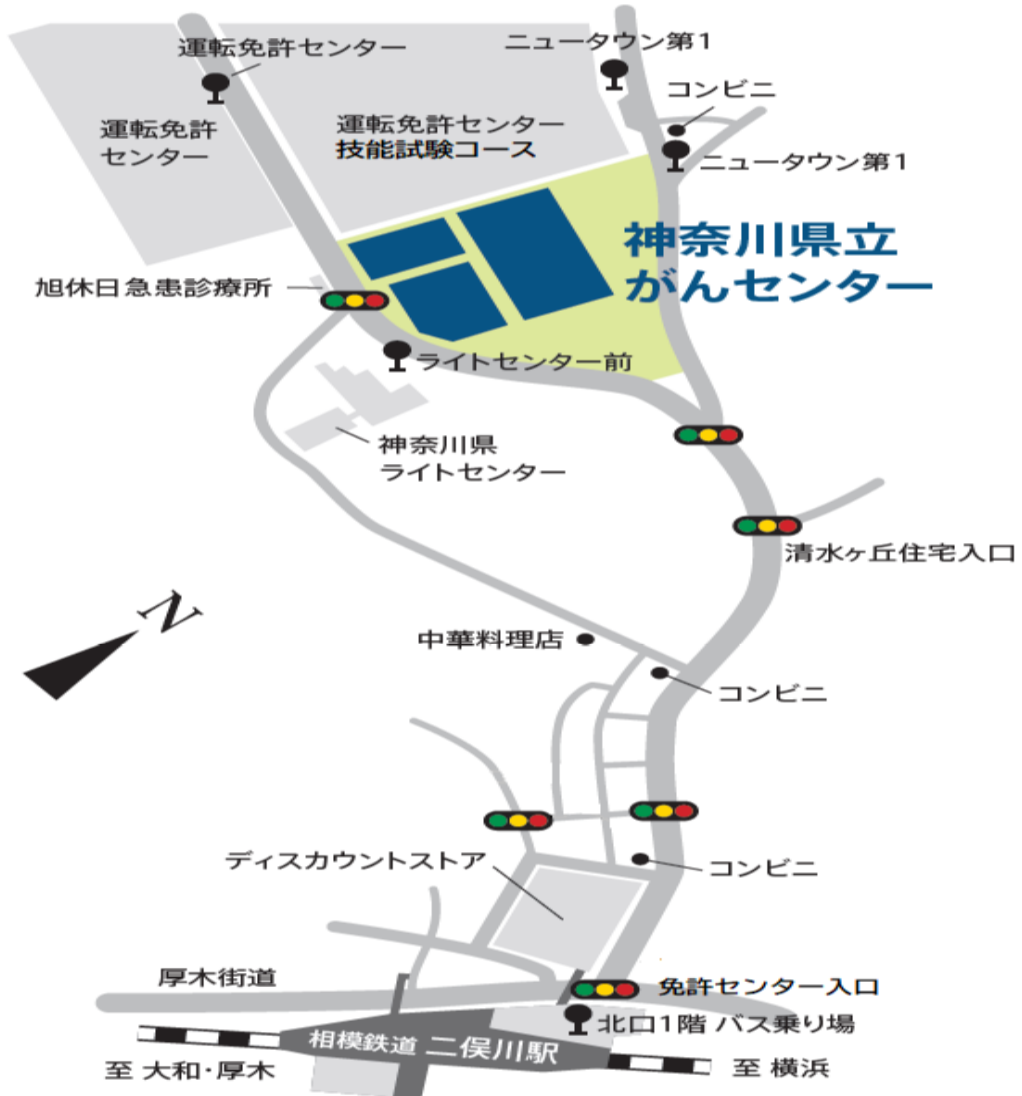 運転免許センター
ニュータウン第1
コンビニ
運転免許
センター
運転免許センター
技能試験コース
ニュータウン第1
神奈川県立
がんセンター
旭休日急患診療所
ライトセンター前
神奈川県
ライトセンター
清水ヶ丘住宅入口
N
中華料理店
コンビニ
ディスカウントストア
コンビニ
厚木街道
免許センター入口
北口1階 バス乗り場
相模鉄道 二俣川駅
至 大和・厚木
至 横浜